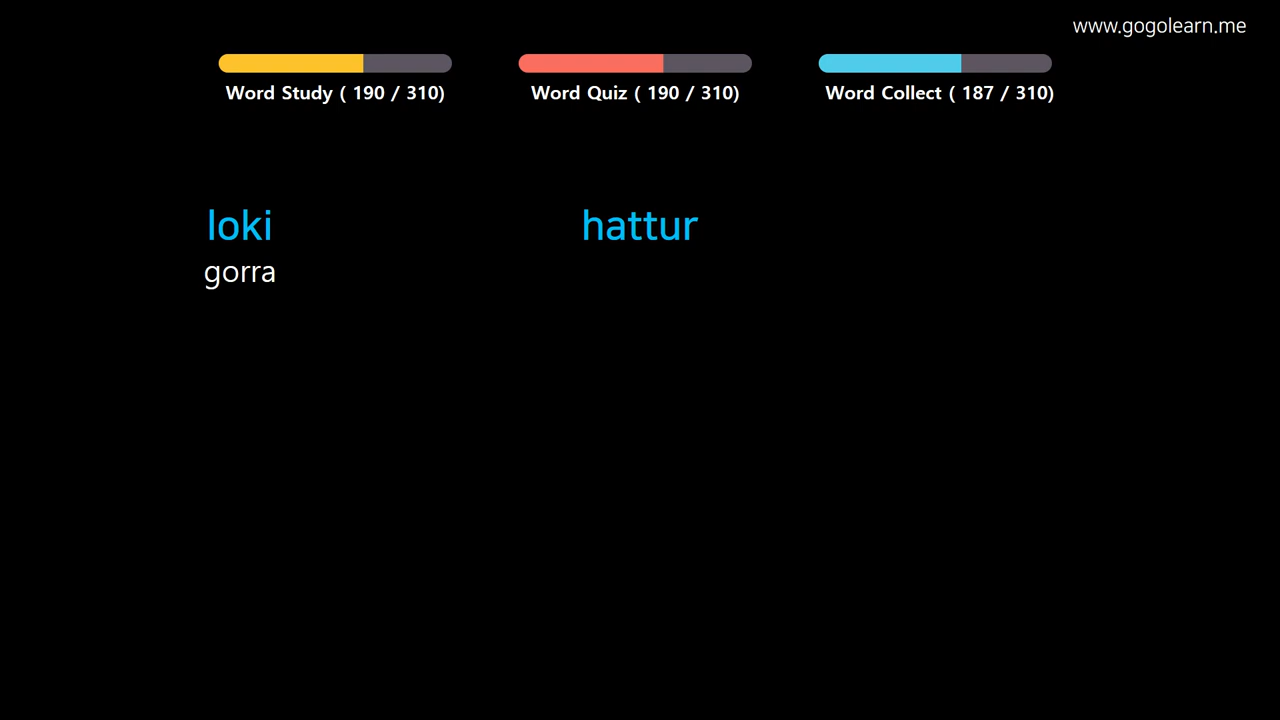 www.gogolearn.me
Word Study ( 190 / 310)
Word Quiz ( 190 / 310)
Word Collect ( 187 / 310)
loki
hattur
gorra